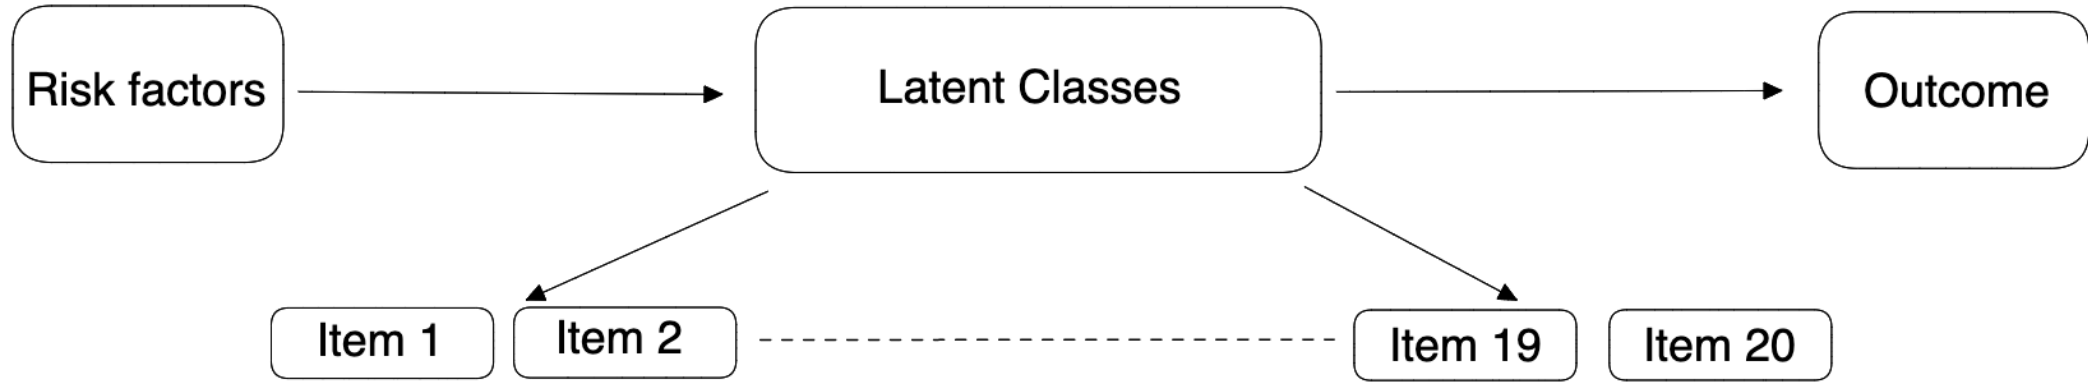 Risk factors
Latent Classes
Outcome
Item 1
Item 2
Item 19
Item 20